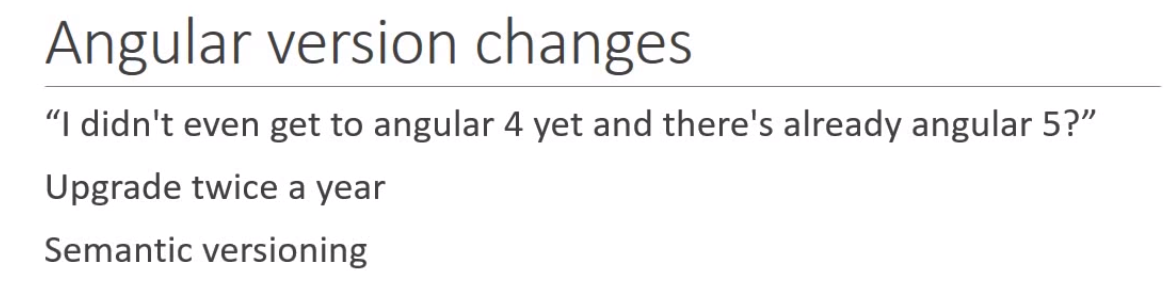 Angular version changes
“I didn't even get to angular 4 yet and there's already angular 5?”
Upgrade twice a year
Semantic versioning